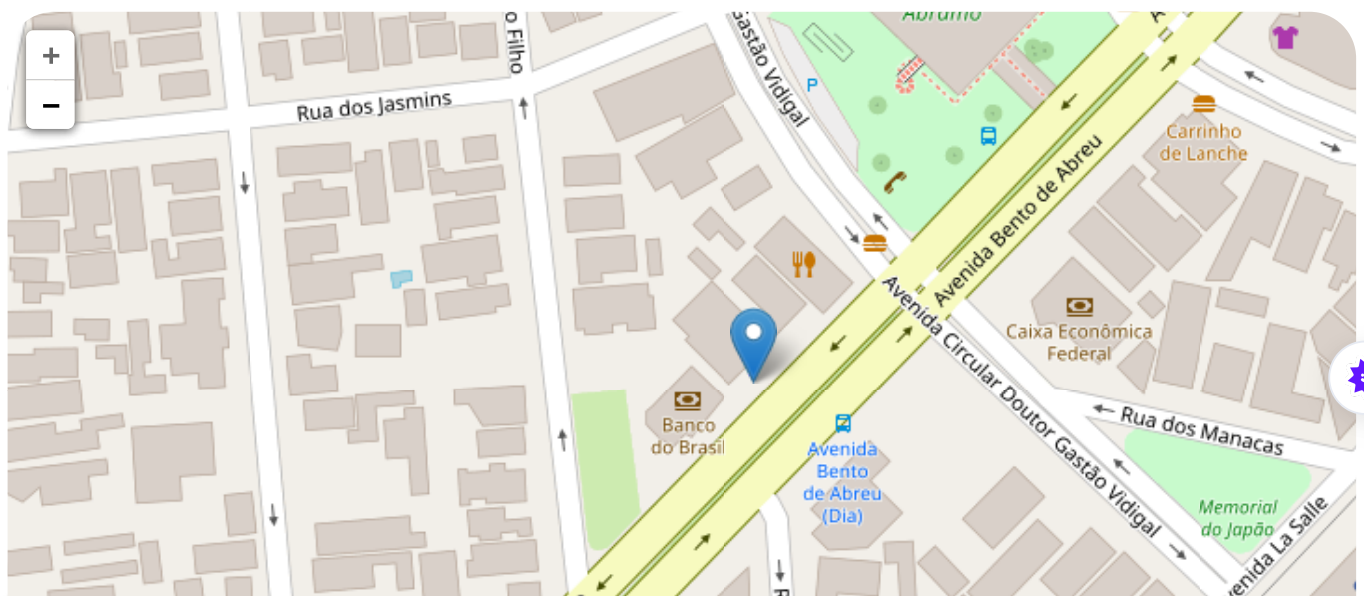 +
−
o Filho
Rua dos Jasmins
Gastão Vidigal
Abramo
P
Carrinho
de Lanche
Avenida Bento de Abreu
Avenida Circular Doutor Gastão Vidigal
Caixa Econômica
Federal
Banco
do Brasil
Avenida
Bento
de Abreu
(Dia)
Rua dos Manacas
Memorial
do Japão
venida La Salle
A
R